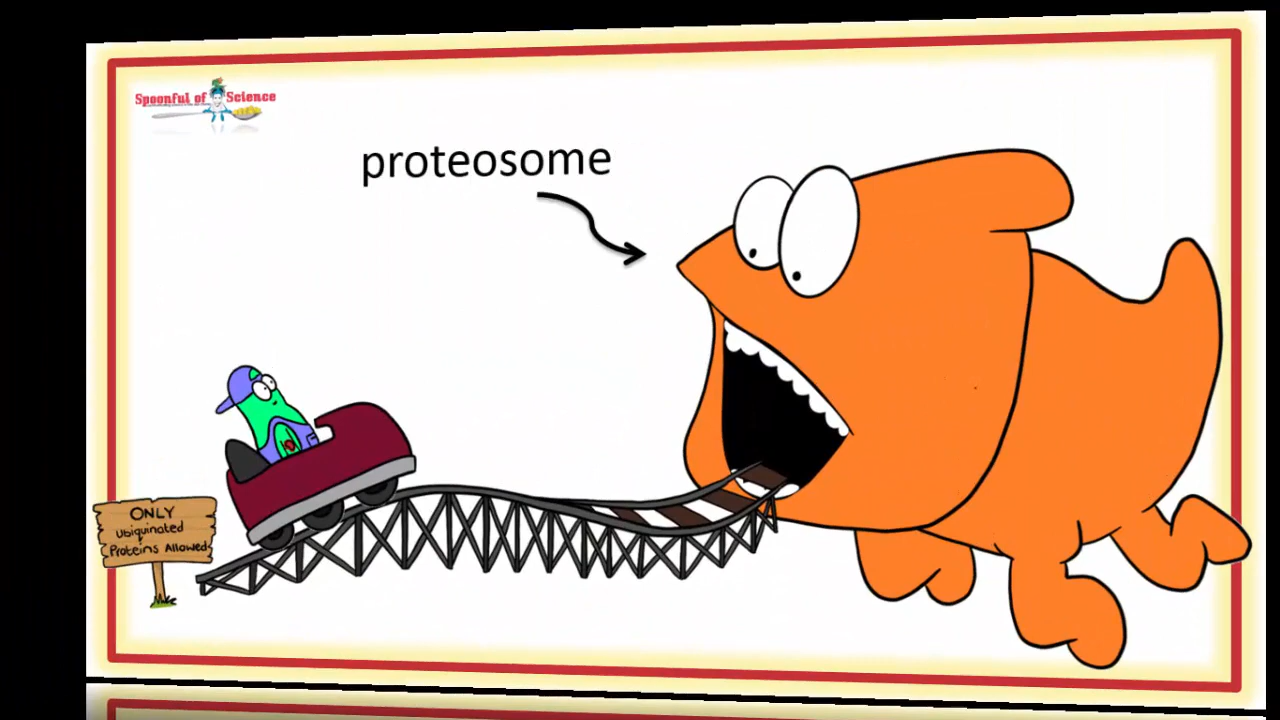 Spoonful of Science
proteosome
ONLY
ubiquinated
Proteins Allowed